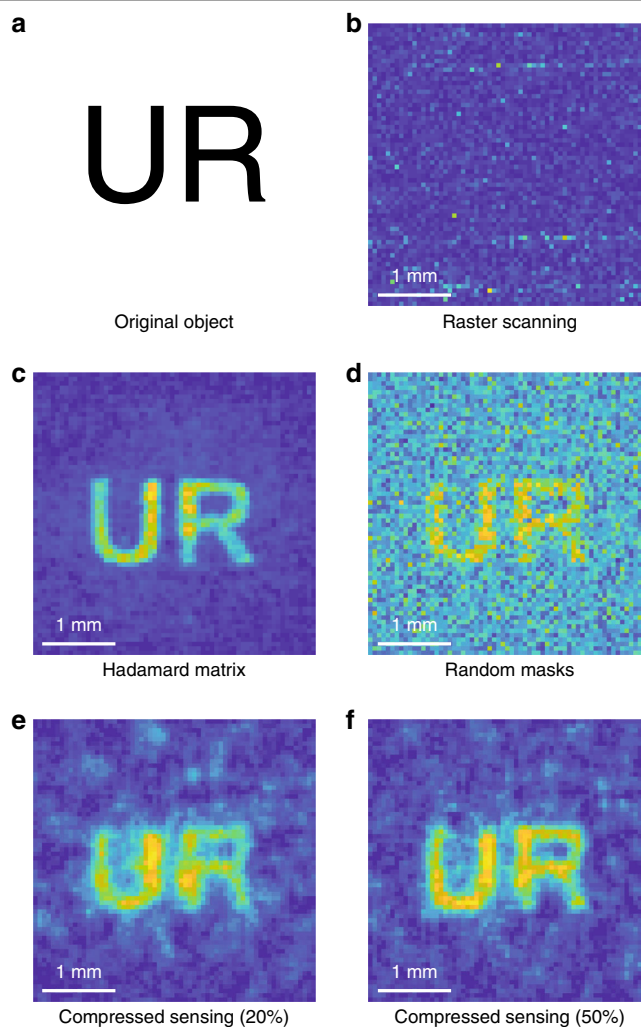 a
UR
Original object
b
1 mm
Raster scanning
c
UR
1 mm
Hadamard matrix
d
UR
1 mm
Random masks
e
UR
1 mm
Compressed sensing (20%)
f
UR
1 mm
Compressed sensing (50%)